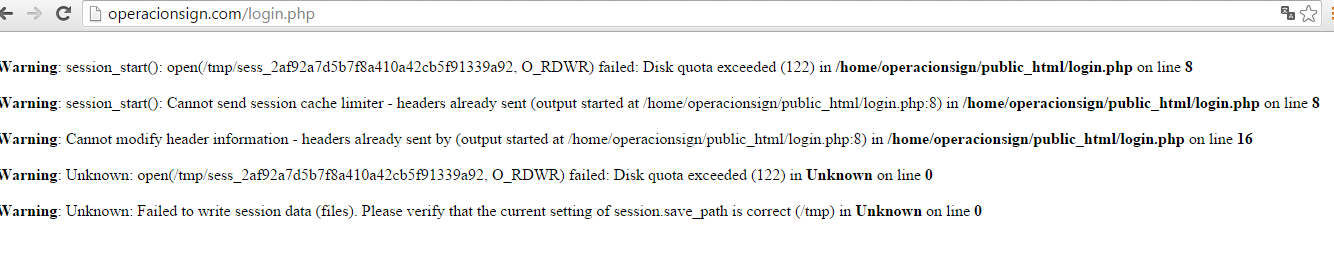 operacionsign.com/login.php
Warning: session_start(): open(/tmp/sess_2af92a7d5b7f8a410a42cb5f91339a92, O_RDWR) failed: Disk quota exceeded (122) in /home/operacionsign/public_html/login.php on line 8
Warning: session_start(): Cannot send session cache limiter - headers already sent (output started at /home/operacionsign/public_html/login.php:8) in /home/operacionsign/public_html/login.php on line 8
Warning: Cannot modify header information - headers already sent by (output started at /home/operacionsign/public_html/login.php:8) in /home/operacionsign/public_html/login.php on line 16
Warning: Unknown: open(/tmp/sess_2af92a7d5b7f8a410a42cb5f91339a92, O_RDWR) failed: Disk quota exceeded (122) in Unknown on line 0
Warning: Unknown: Failed to write session data (files). Please verify that the current setting of session.save_path is correct (/tmp) in Unknown on line 0